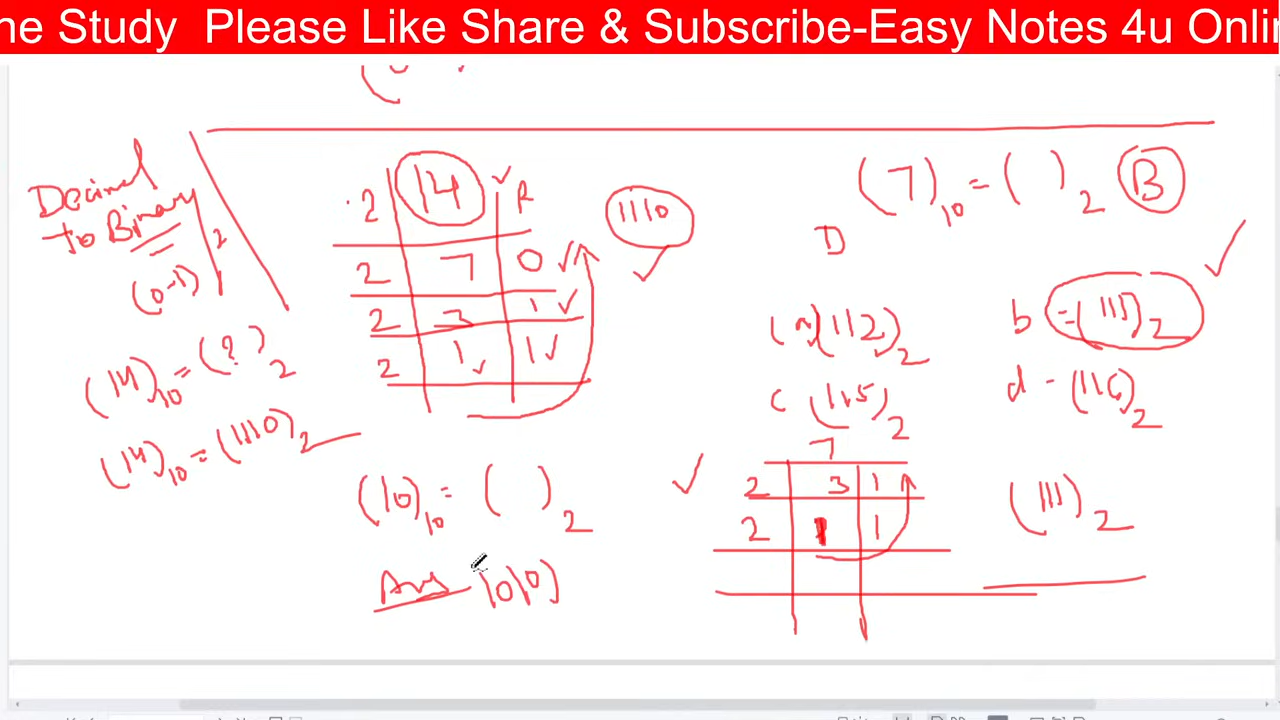 ne Study Please Like Share & Subscribe-Easy Notes 4u Onlin
Decimal
to Binary
2
(0-1)
(14)10 = (?)2
(14)10 = (1110)2
2 14 R
2 7 0
2 3 1
2 1 1
1110
(10)10 = ( )2
Ans 1010)
(7)10 = ( )2 B
D
(a) (112)2
b = (111)2
c (115)2
d - (116)2
7
2 3 1
2 1 1
(111)2